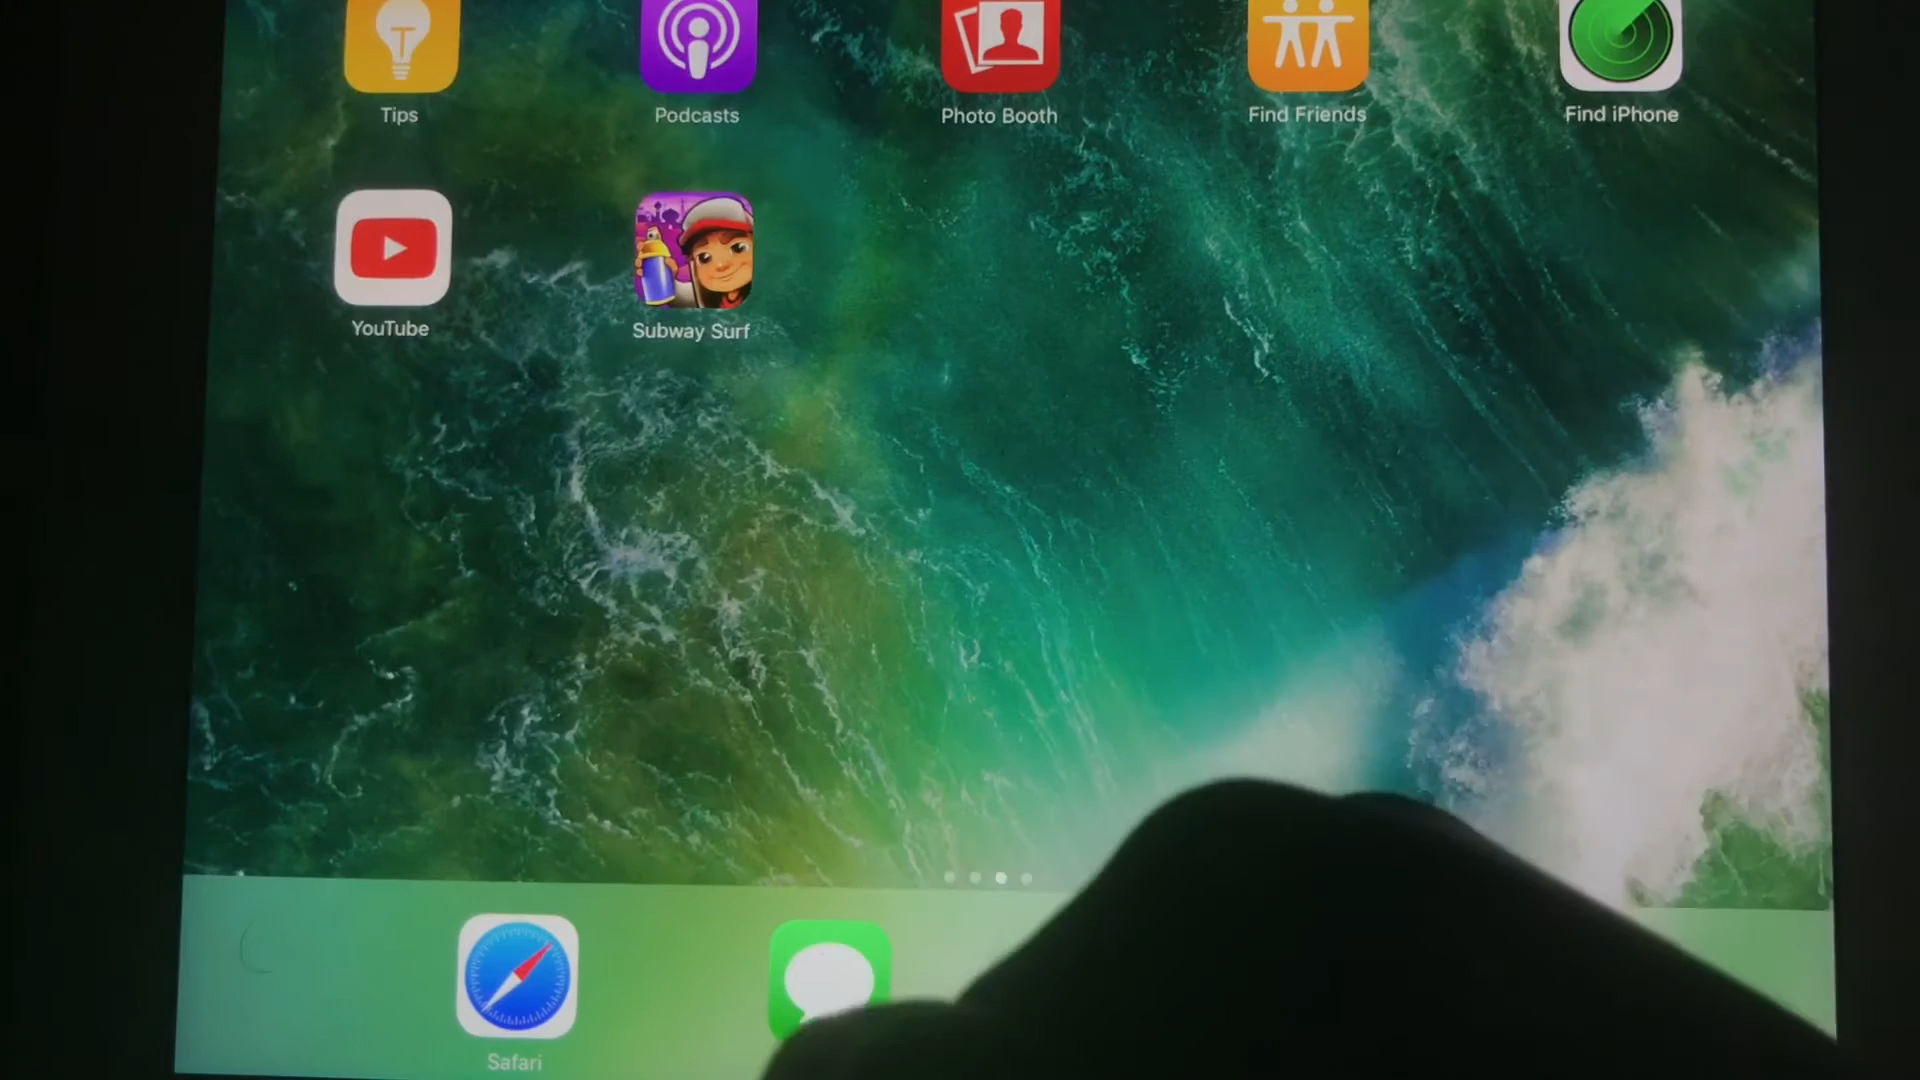 Tips
Podcasts
Photo Booth
Find Friends
Find iPhone
YouTube
Subway Surf
Safari